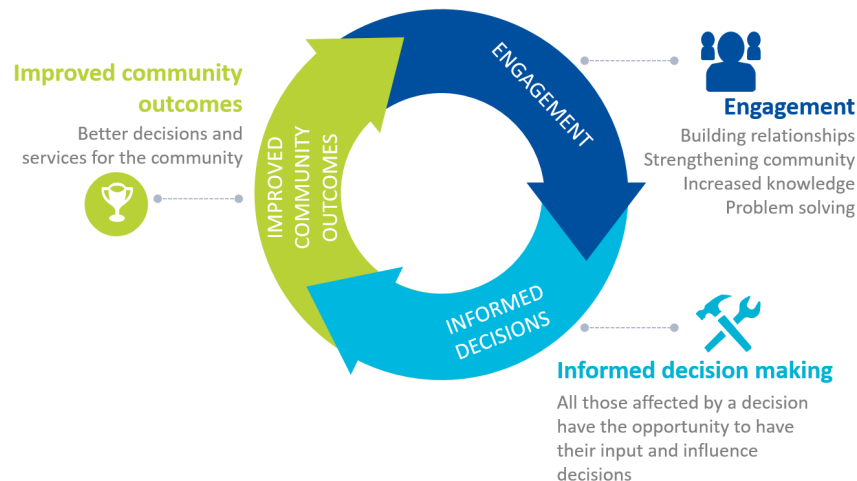 ENGAGEMENT
Engagement
Building relationships
Strengthening community
Increased knowledge
Problem solving
INFORMED
DECISIONS
Informed decision making
All those affected by a decision
have the opportunity to have
their input and influence
decisions
IMPROVED
COMMUNITY
OUTCOMES
Improved community
outcomes
Better decisions and
services for the community